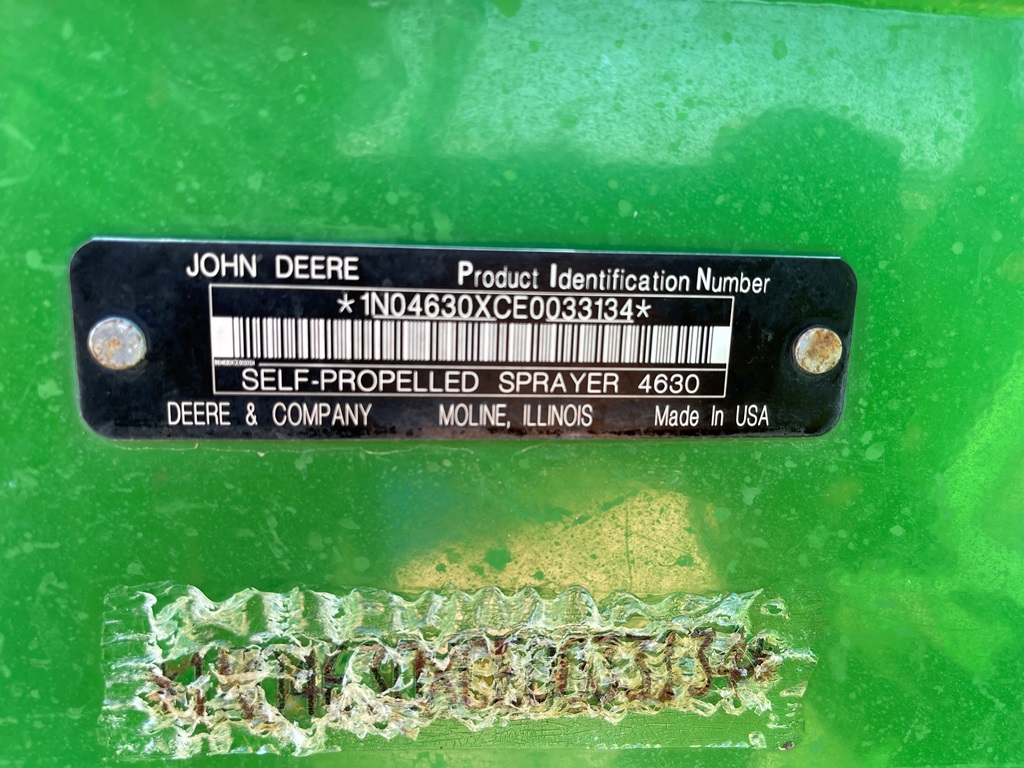 JOHN DEERE Product Identification Number
*1N04630XCE0033134*
SELF-PROPELLED SPRAYER 4630
DEERE & COMPANY MOLINE, ILLINOIS Made In USA